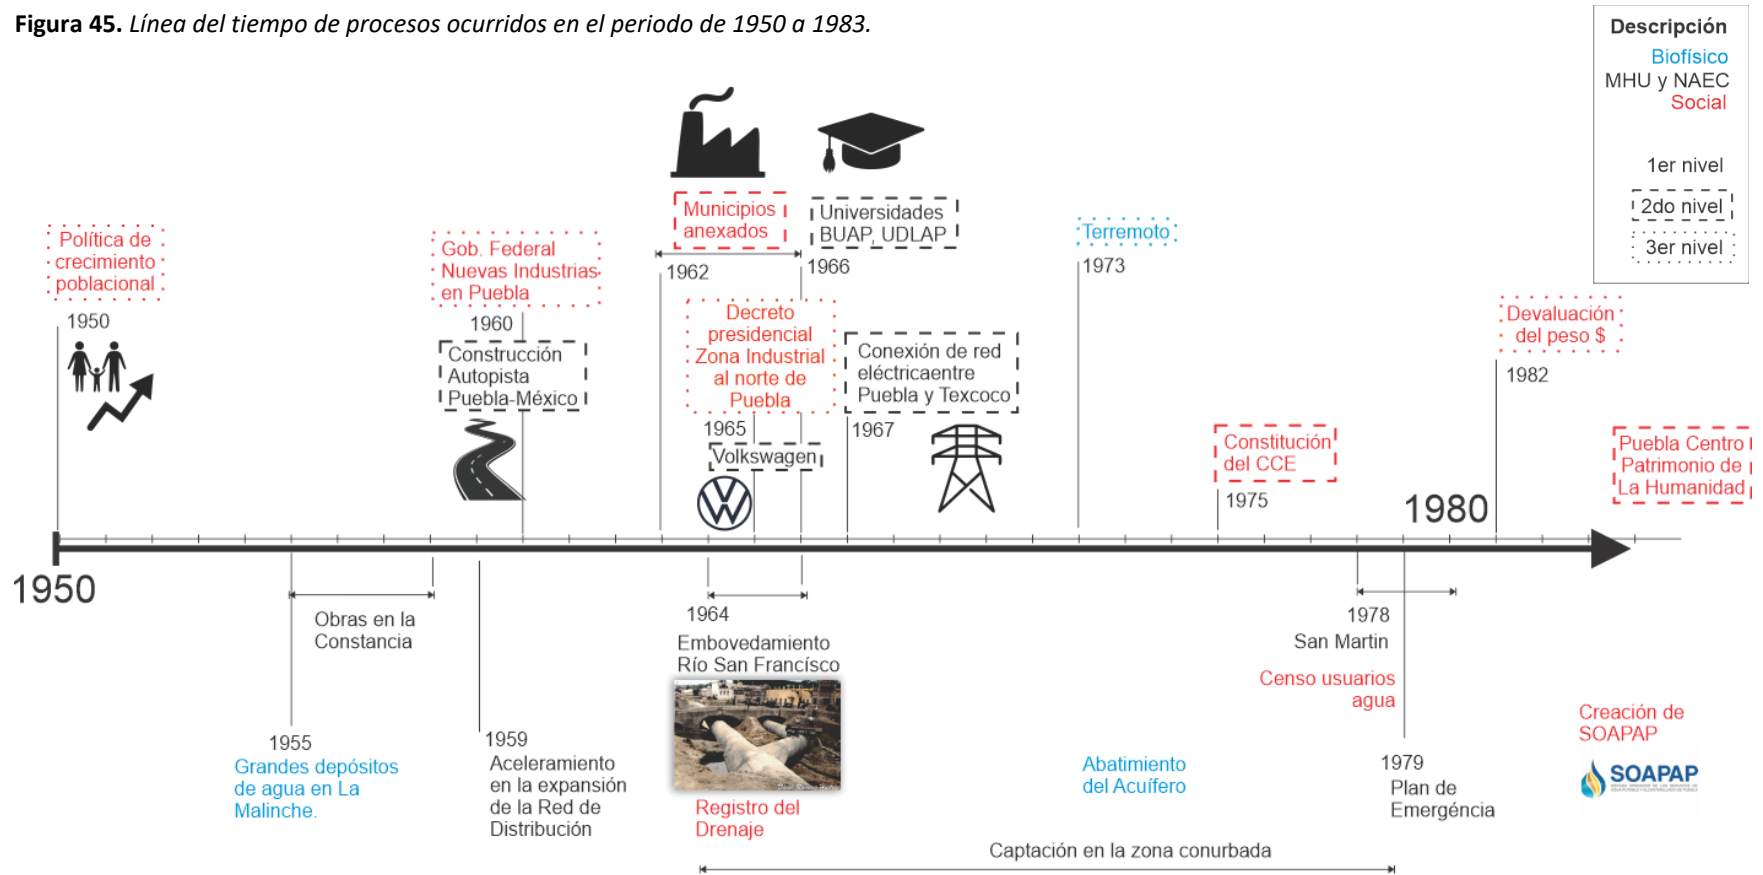 Figura 45. Línea del tiempo de procesos ocurridos en el periodo de 1950 a 1983.
Descripción
Biofísico
MHU y NAEC
Social
1er nivel
2do nivel
3er nivel
Política de
crecimiento
poblacional
1950
Gob. Federal
Nuevas Industrias
en Puebla
1960
Construcción
Autopista
Puebla-México
Municipios
anexados
1962
Universidades
BUAP, UDLAP
1966
Decreto
presidencial
Zona Industrial
al norte de
Puebla
1965
Volkswagen
Conexión de red
eléctricaentre
Puebla y Texcoco
1967
Terremoto
1973
Constitución
del CCE
1975
Devaluación
del peso $
1982
Puebla Centro
Patrimonio de
La Humanidad
1980
1950
Obras en la
Constancia
1955
Grandes depósitos
de agua en La
Malinche.
1959
Aceleramiento
en la expansión
de la Red de
Distribución
1964
Embovedamiento
Río San Francísco
Registro del
Drenaje
Abatimiento
del Acuífero
1978
San Martin
Censo usuarios
agua
1979
Plan de
Emergéncia
Creación de
SOAPAP
SOAPAP
Captación en la zona conurbada